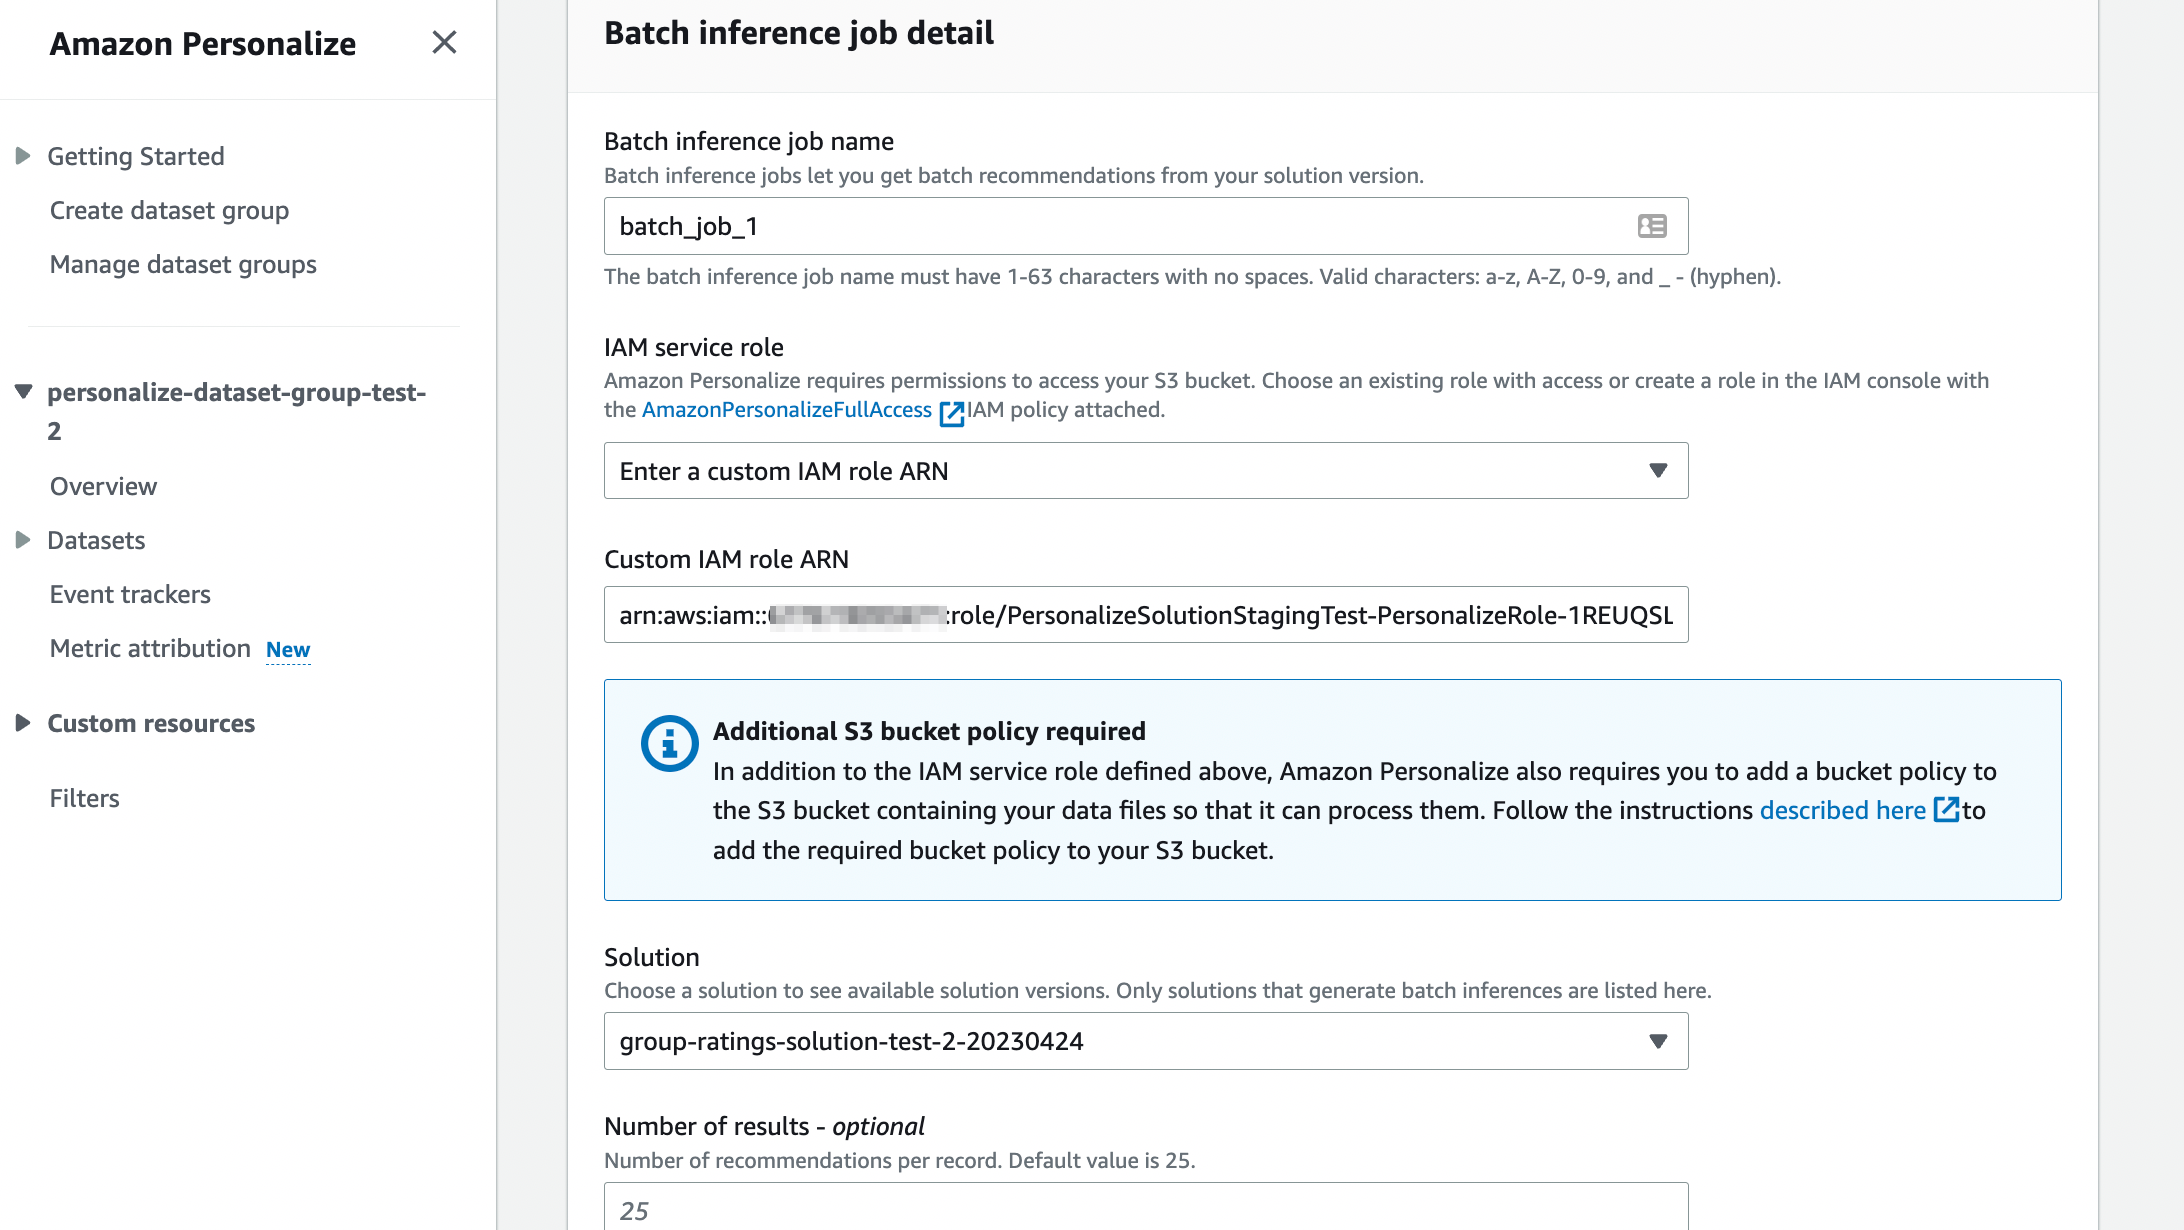 Amazon Personalize
Getting Started
Create dataset group
Manage dataset groups
personalize-dataset-group-test-
2
Overview
Datasets
Event trackers
Metric attribution New
Custom resources
Filters
Batch inference job detail
Batch inference job name
Batch inference jobs let you get batch recommendations from your solution version.
batch_job_1
The batch inference job name must have 1-63 characters with no spaces. Valid characters: a-z, A-Z, 0-9, and _ - (hyphen).
IAM service role
Amazon Personalize requires permissions to access your S3 bucket. Choose an existing role with access or create a role in the IAM console with
the AmazonPersonalizeFullAccess IAM policy attached.
Enter a custom IAM role ARN
Custom IAM role ARN
arn:aws:iam:: :role/PersonalizeSolutionStagingTest-PersonalizeRole-1REUQSL
Additional S3 bucket policy required
In addition to the IAM service role defined above, Amazon Personalize also requires you to add a bucket policy to
the S3 bucket containing your data files so that it can process them. Follow the instructions described here to
add the required bucket policy to your S3 bucket.
Solution
Choose a solution to see available solution versions. Only solutions that generate batch inferences are listed here.
group-ratings-solution-test-2-20230424
Number of results - optional
Number of recommendations per record. Default value is 25.
25